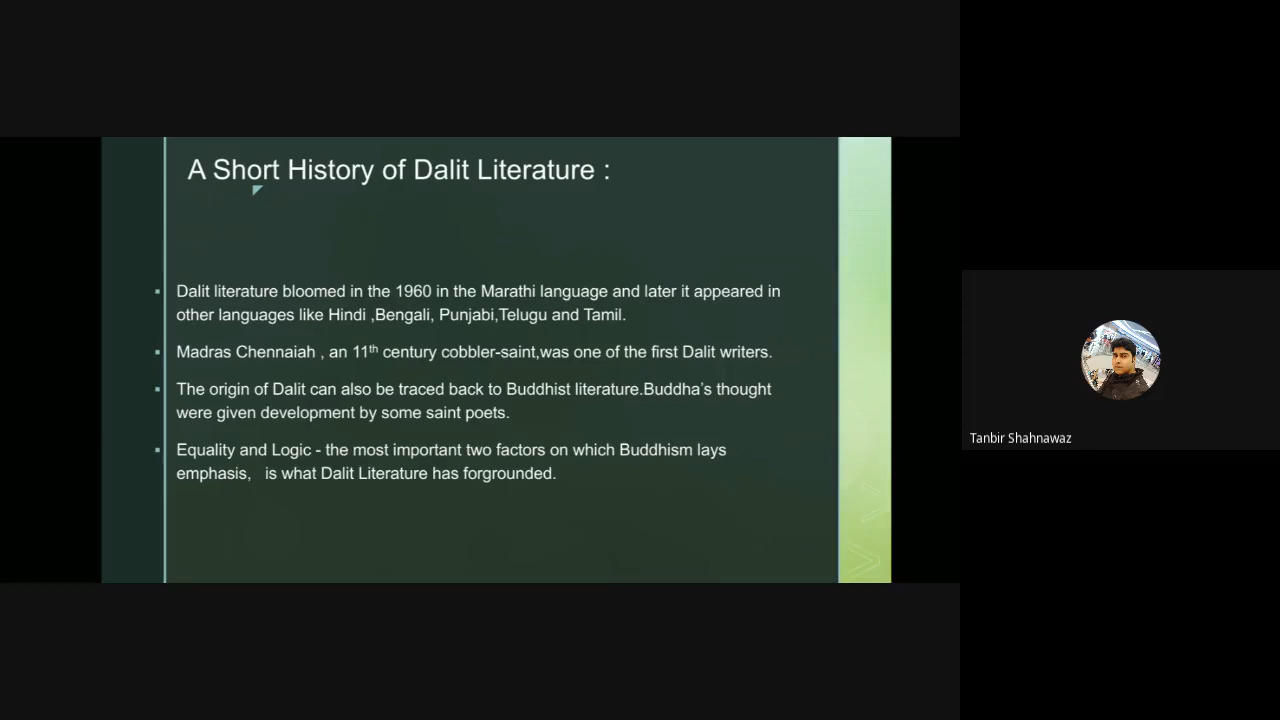 A Short History of Dalit Literature :
Dalit literature bloomed in the 1960 in the Marathi language and later it appeared in
other languages like Hindi ,Bengali, Punjabi,Telugu and Tamil.
Madras Chennaiah , an 11th century cobbler-saint,was one of the first Dalit writers.
The origin of Dalit can also be traced back to Buddhist literature.Buddha's thought
were given development by some saint poets.
Equality and Logic - the most important two factors on which Buddhism lays
emphasis,   is what Dalit Literature has forgrounded.
Tanbir Shahnawaz